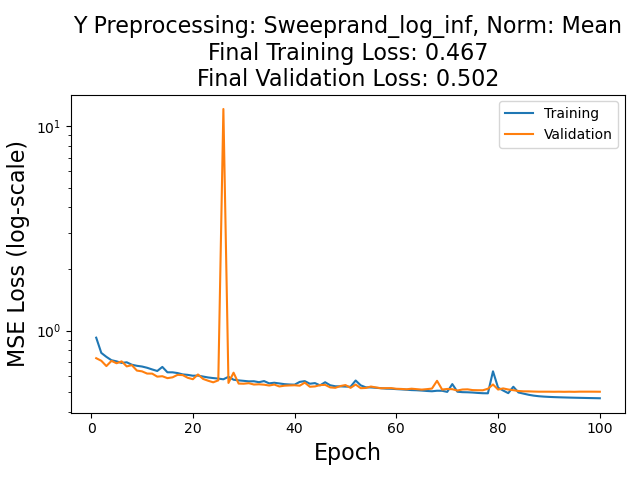 Y Preprocessing: Sweeprand_log_inf, Norm: Mean
Final Training Loss: 0.467
Final Validation Loss: 0.502
Training
Validation
10¹
10⁰
MSE Loss (log-scale)
0 20 40 60 80 100
Epoch